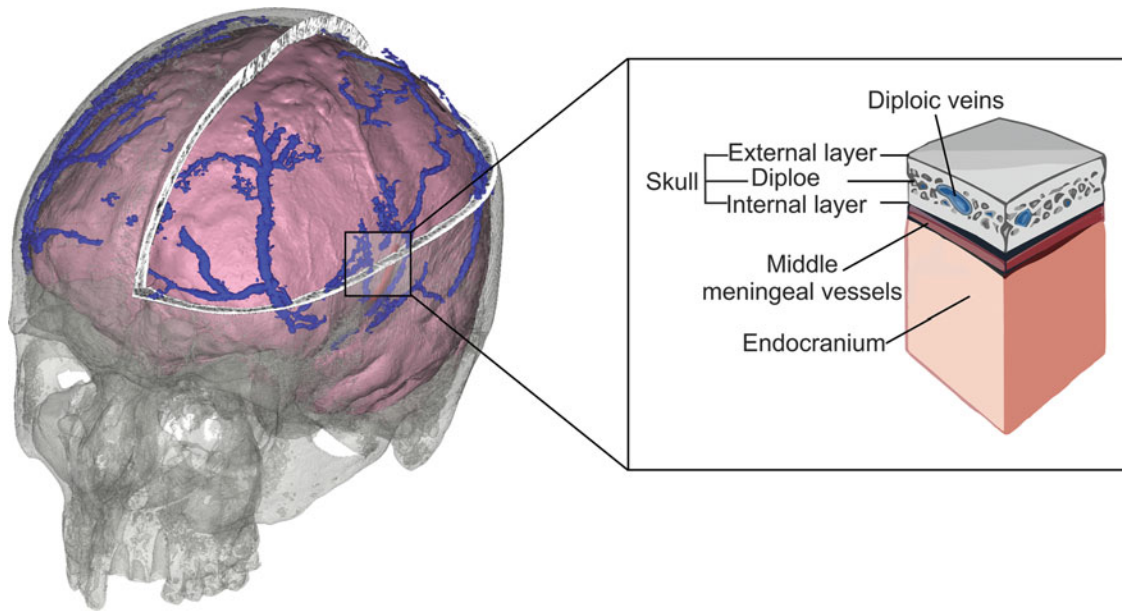 Diploic veins
External layer
Skull
Diploe
Internal layer
Middle
meningeal vessels
Endocranium